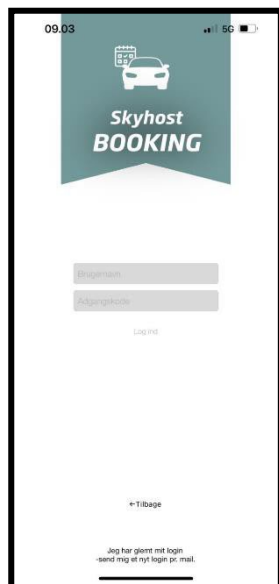 09.03
5G
Skyhost
BOOKING
Brugernavn
Adgangskode
Log ind
←Tilbage
Jeg har glemt mit login
-send mig et nyt login pr. mail.